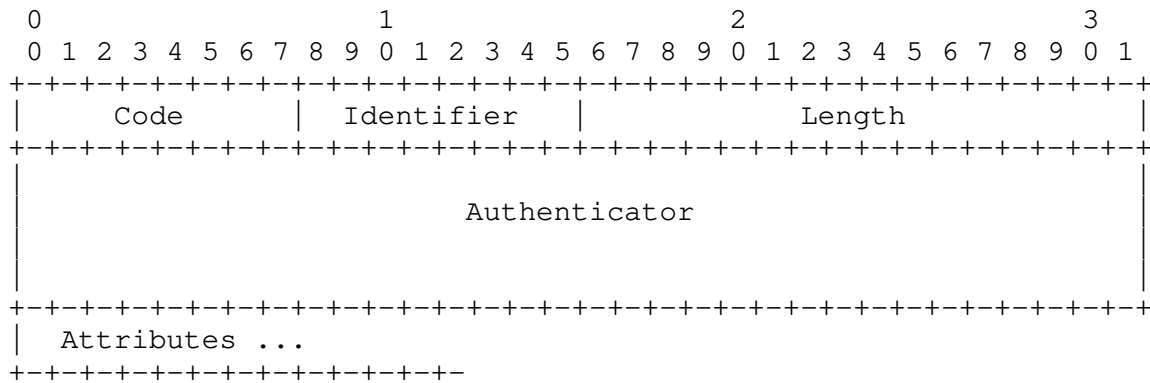 0                   1                   2                   3
 0 1 2 3 4 5 6 7 8 9 0 1 2 3 4 5 6 7 8 9 0 1 2 3 4 5 6 7 8 9 0 1
+-+-+-+-+-+-+-+-+-+-+-+-+-+-+-+-+-+-+-+-+-+-+-+-+-+-+-+-+-+-+-+-+
|     Code      |  Identifier   |            Length             |
+-+-+-+-+-+-+-+-+-+-+-+-+-+-+-+-+-+-+-+-+-+-+-+-+-+-+-+-+-+-+-+-+
|                                                               |
|                         Authenticator                         |
|                                                               |
|                                                               |
+-+-+-+-+-+-+-+-+-+-+-+-+-+-+-+-+-+-+-+-+-+-+-+-+-+-+-+-+-+-+-+-+
|  Attributes ...
+-+-+-+-+-+-+-+-+-+-+-+-+-